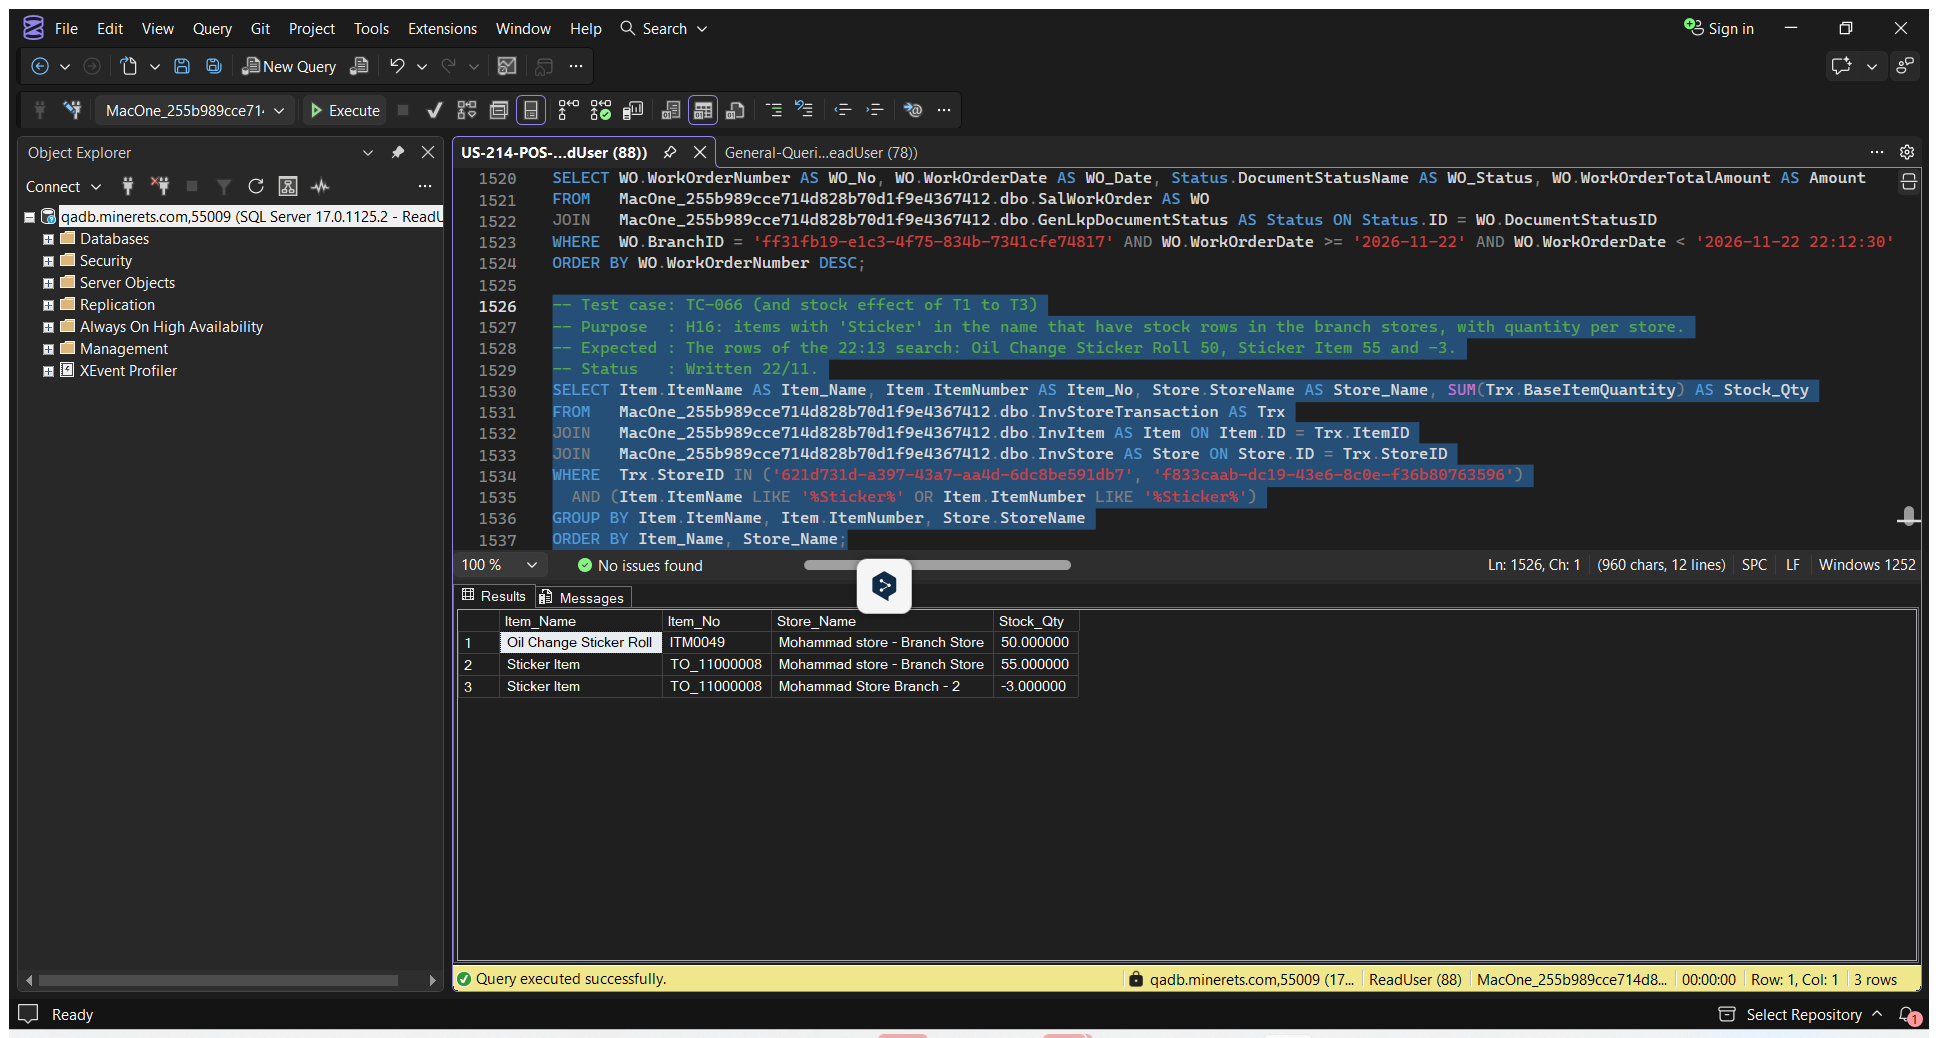 File Edit View Query Git Project Tools Extensions Window Help Search Sign in
New Query
MacOne_255b989cce714 Execute
Object Explorer
Connect
qadb.minerets.com,55009 (SQL Server 17.0.1125.2 - ReadU
Databases
Security
Server Objects
Replication
Always On High Availability
Management
XEvent Profiler
US-214-POS-...dUser (88)) General-Queri...eadUser (78))
1520 SELECT WO.WorkOrderNumber AS WO_No, WO.WorkOrderDate AS WO_Date, Status.DocumentStatusName AS WO_Status, WO.WorkOrderTotalAmount AS Amount
1521 FROM MacOne_255b989cce714d828b70d1f9e4367412.dbo.SalWorkOrder AS WO
1522 JOIN MacOne_255b989cce714d828b70d1f9e4367412.dbo.GenLkpDocumentStatus AS Status ON Status.ID = WO.DocumentStatusID
1523 WHERE WO.BranchID = 'ff31fb19-e1c3-4f75-834b-7341cfe74817' AND WO.WorkOrderDate >= '2026-11-22' AND WO.WorkOrderDate < '2026-11-22 22:12:30'
1524 ORDER BY WO.WorkOrderNumber DESC;
1525
1526 -- Test case: TC-066 (and stock effect of T1 to T3)
1527 -- Purpose : H16: items with 'Sticker' in the name that have stock rows in the branch stores, with quantity per store.
1528 -- Expected : The rows of the 22:13 search: Oil Change Sticker Roll 50, Sticker Item 55 and -3.
1529 -- Status : Written 22/11.
1530 SELECT Item.ItemName AS Item_Name, Item.ItemNumber AS Item_No, Store.StoreName AS Store_Name, SUM(Trx.BaseItemQuantity) AS Stock_Qty
1531 FROM MacOne_255b989cce714d828b70d1f9e4367412.dbo.InvStoreTransaction AS Trx
1532 JOIN MacOne_255b989cce714d828b70d1f9e4367412.dbo.InvItem AS Item ON Item.ID = Trx.ItemID
1533 JOIN MacOne_255b989cce714d828b70d1f9e4367412.dbo.InvStore AS Store ON Store.ID = Trx.StoreID
1534 WHERE Trx.StoreID IN ('621d731d-a397-43a7-aa4d-6dc8be591db7', 'f833caab-dc19-43e6-8c0e-f36b80763596')
1535 AND (Item.ItemName LIKE '%Sticker%' OR Item.ItemNumber LIKE '%Sticker%')
1536 GROUP BY Item.ItemName, Item.ItemNumber, Store.StoreName
1537 ORDER BY Item_Name, Store_Name;
100 % No issues found Ln: 1526, Ch: 1 (960 chars, 12 lines) SPC LF Windows 1252
Results Messages
Item_Name Item_No Store_Name Stock_Qty
1 Oil Change Sticker Roll ITM0049 Mohammad store - Branch Store 50.000000
2 Sticker Item TO_11000008 Mohammad store - Branch Store 55.000000
3 Sticker Item TO_11000008 Mohammad Store Branch - 2 -3.000000
Query executed successfully. qadb.minerets.com,55009 (17... ReadUser (88) MacOne_255b989cce714d8... 00:00:00 Row: 1, Col: 1 3 rows
Ready Select Repository 1